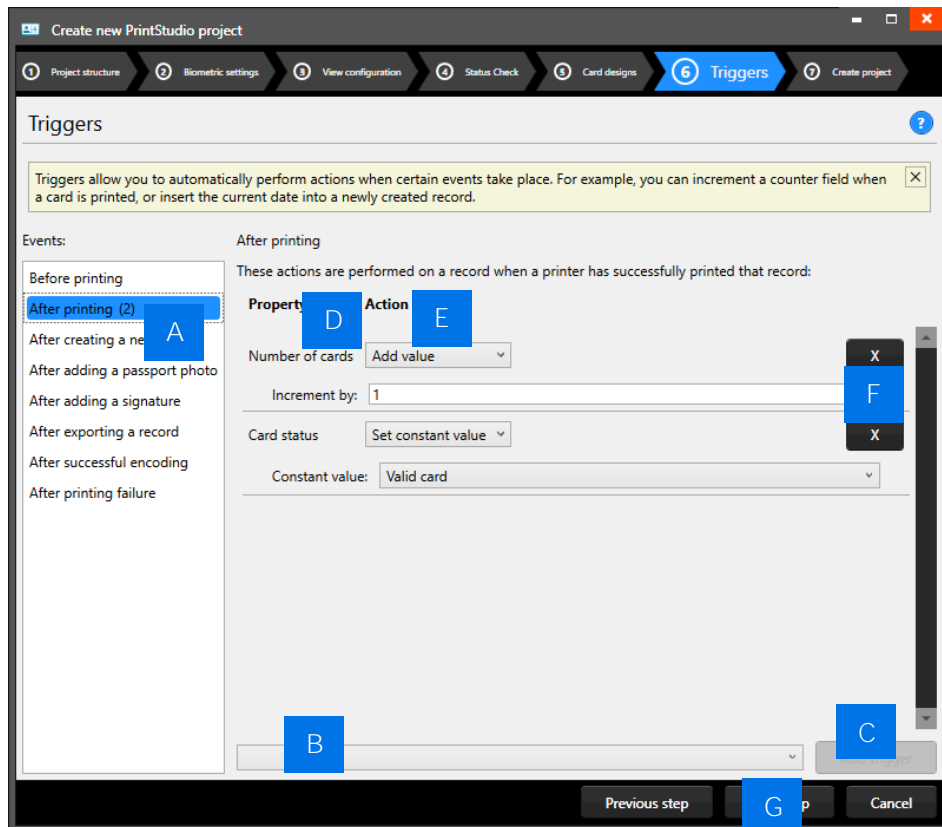 Create new PrintStudio project
1 Project structure 2 Biometric settings 3 View configuration 4 Status Check 5 Card designs 6 Triggers 7 Create project
Triggers
?
Triggers allow you to automatically perform actions when certain events take place. For example, you can increment a counter field when
a card is printed, or insert the current date into a newly created record.
Events:
After printing
These actions are performed on a record when a printer has successfully printed that record:
Before printing
After printing (2)
A
After creating a
After adding a passport photo
After adding a signature
After exporting a record
After successful encoding
After printing failure
Property D Action E
Number of cards Add value X
Increment by: 1 F
Card status Set constant value X
Constant value: Valid card
B
C
Previous step G Cancel